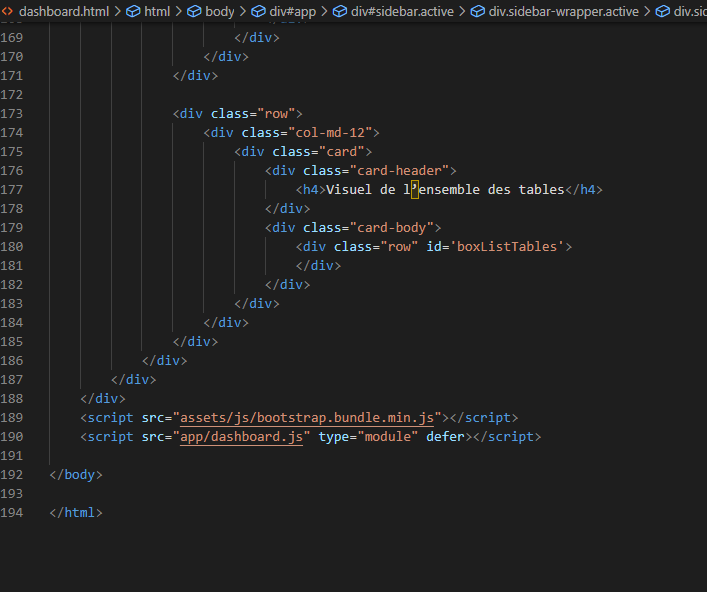 dashboard.html > html > body > div#app > div#sidebar.active > div.sidebar-wrapper.active > div.sid
169 </div>
170 </div>
171 </div>
172
173 <div class="row">
174 <div class="col-md-12">
175 <div class="card">
176 <div class="card-header">
177 <h4>Visuel de l’ensemble des tables</h4>
178 </div>
179 <div class="card-body">
180 <div class="row" id='boxListTables'>
181 </div>
182 </div>
183 </div>
184 </div>
185 </div>
186 </div>
187 </div>
188 </div>
189 <script src="assets/js/bootstrap.bundle.min.js"></script>
190 <script src="app/dashboard.js" type="module" defer></script>
191
192 </body>
193
194 </html>